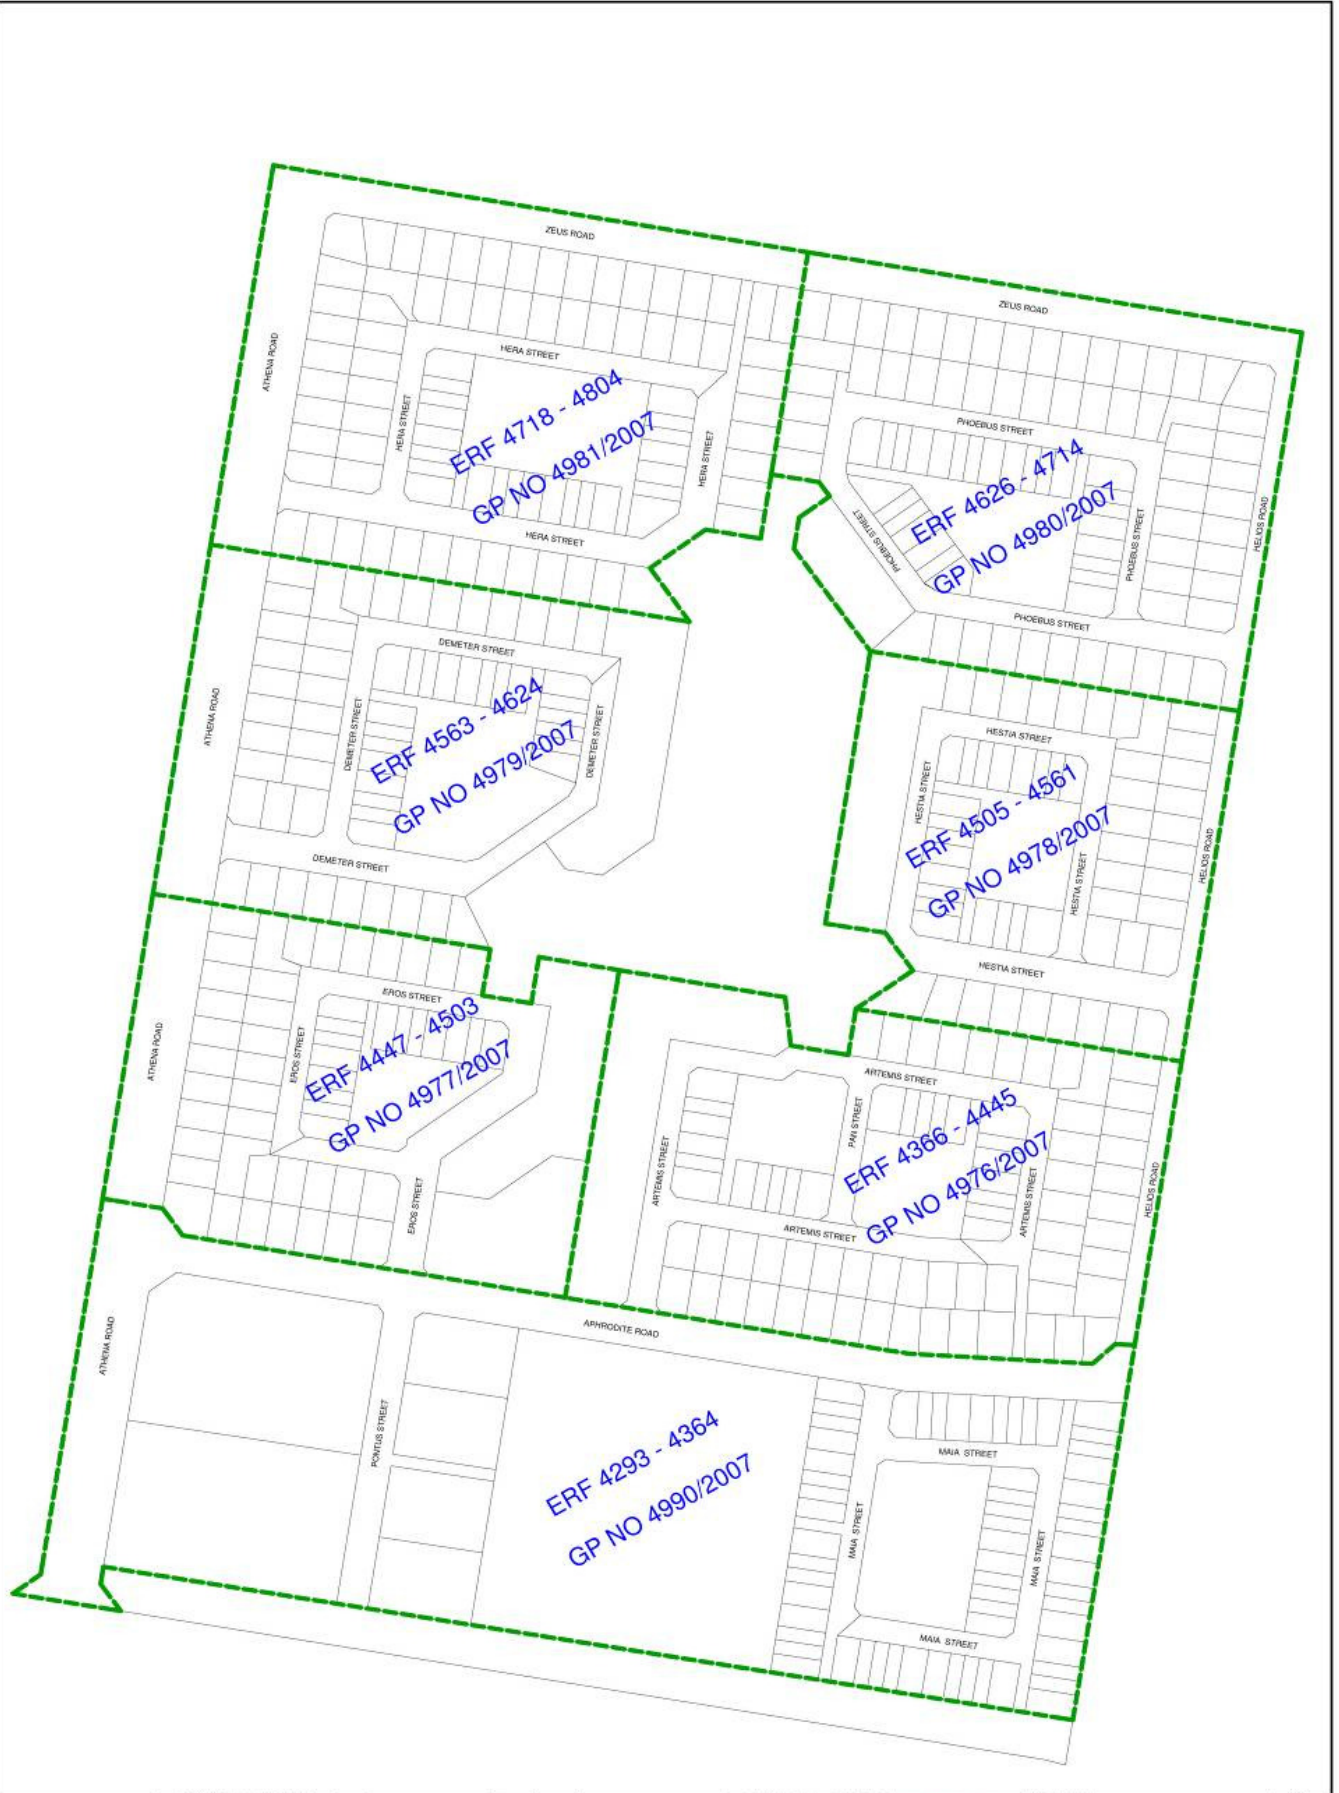 ZEUS ROAD
ZEUS ROAD
ATHENA ROAD
HERA STREET
HERA STREET
ERF 4718 - 4804
GP NO 4981/2007
HERA STREET
HERA STREET
PHOEBUS STREET
PHOEBUS STREET
ERF 4626 - 4714
GP NO 4980/2007
PHOEBUS STREET
HELIOS ROAD
PHOEBUS STREET
ATHENA ROAD
DEMETER STREET
DEMETER STREET
ERF 4563 - 4624
GP NO 4979/2007
DEMETER STREET
DEMETER STREET
HESTIA STREET
HESTIA STREET
ERF 4505 - 4561
GP NO 4978/2007
HESTIA STREET
HELIOS ROAD
HESTIA STREET
ATHENA ROAD
EROS STREET
EROS STREET
ERF 4447 - 4503
GP NO 4977/2007
EROS STREET
ARTEMIS STREET
PAN STREET
ARTEMIS STREET
ERF 4366 - 4445
GP NO 4976/2007
ARTEMIS STREET
HELIOS ROAD
ARTEMIS STREET
ATHENA ROAD
APHRODITE ROAD
PONTUS STREET
ERF 4293 - 4364
GP NO 4990/2007
MAIA STREET
MAIA STREET
MAIA STREET
MAIA STREET